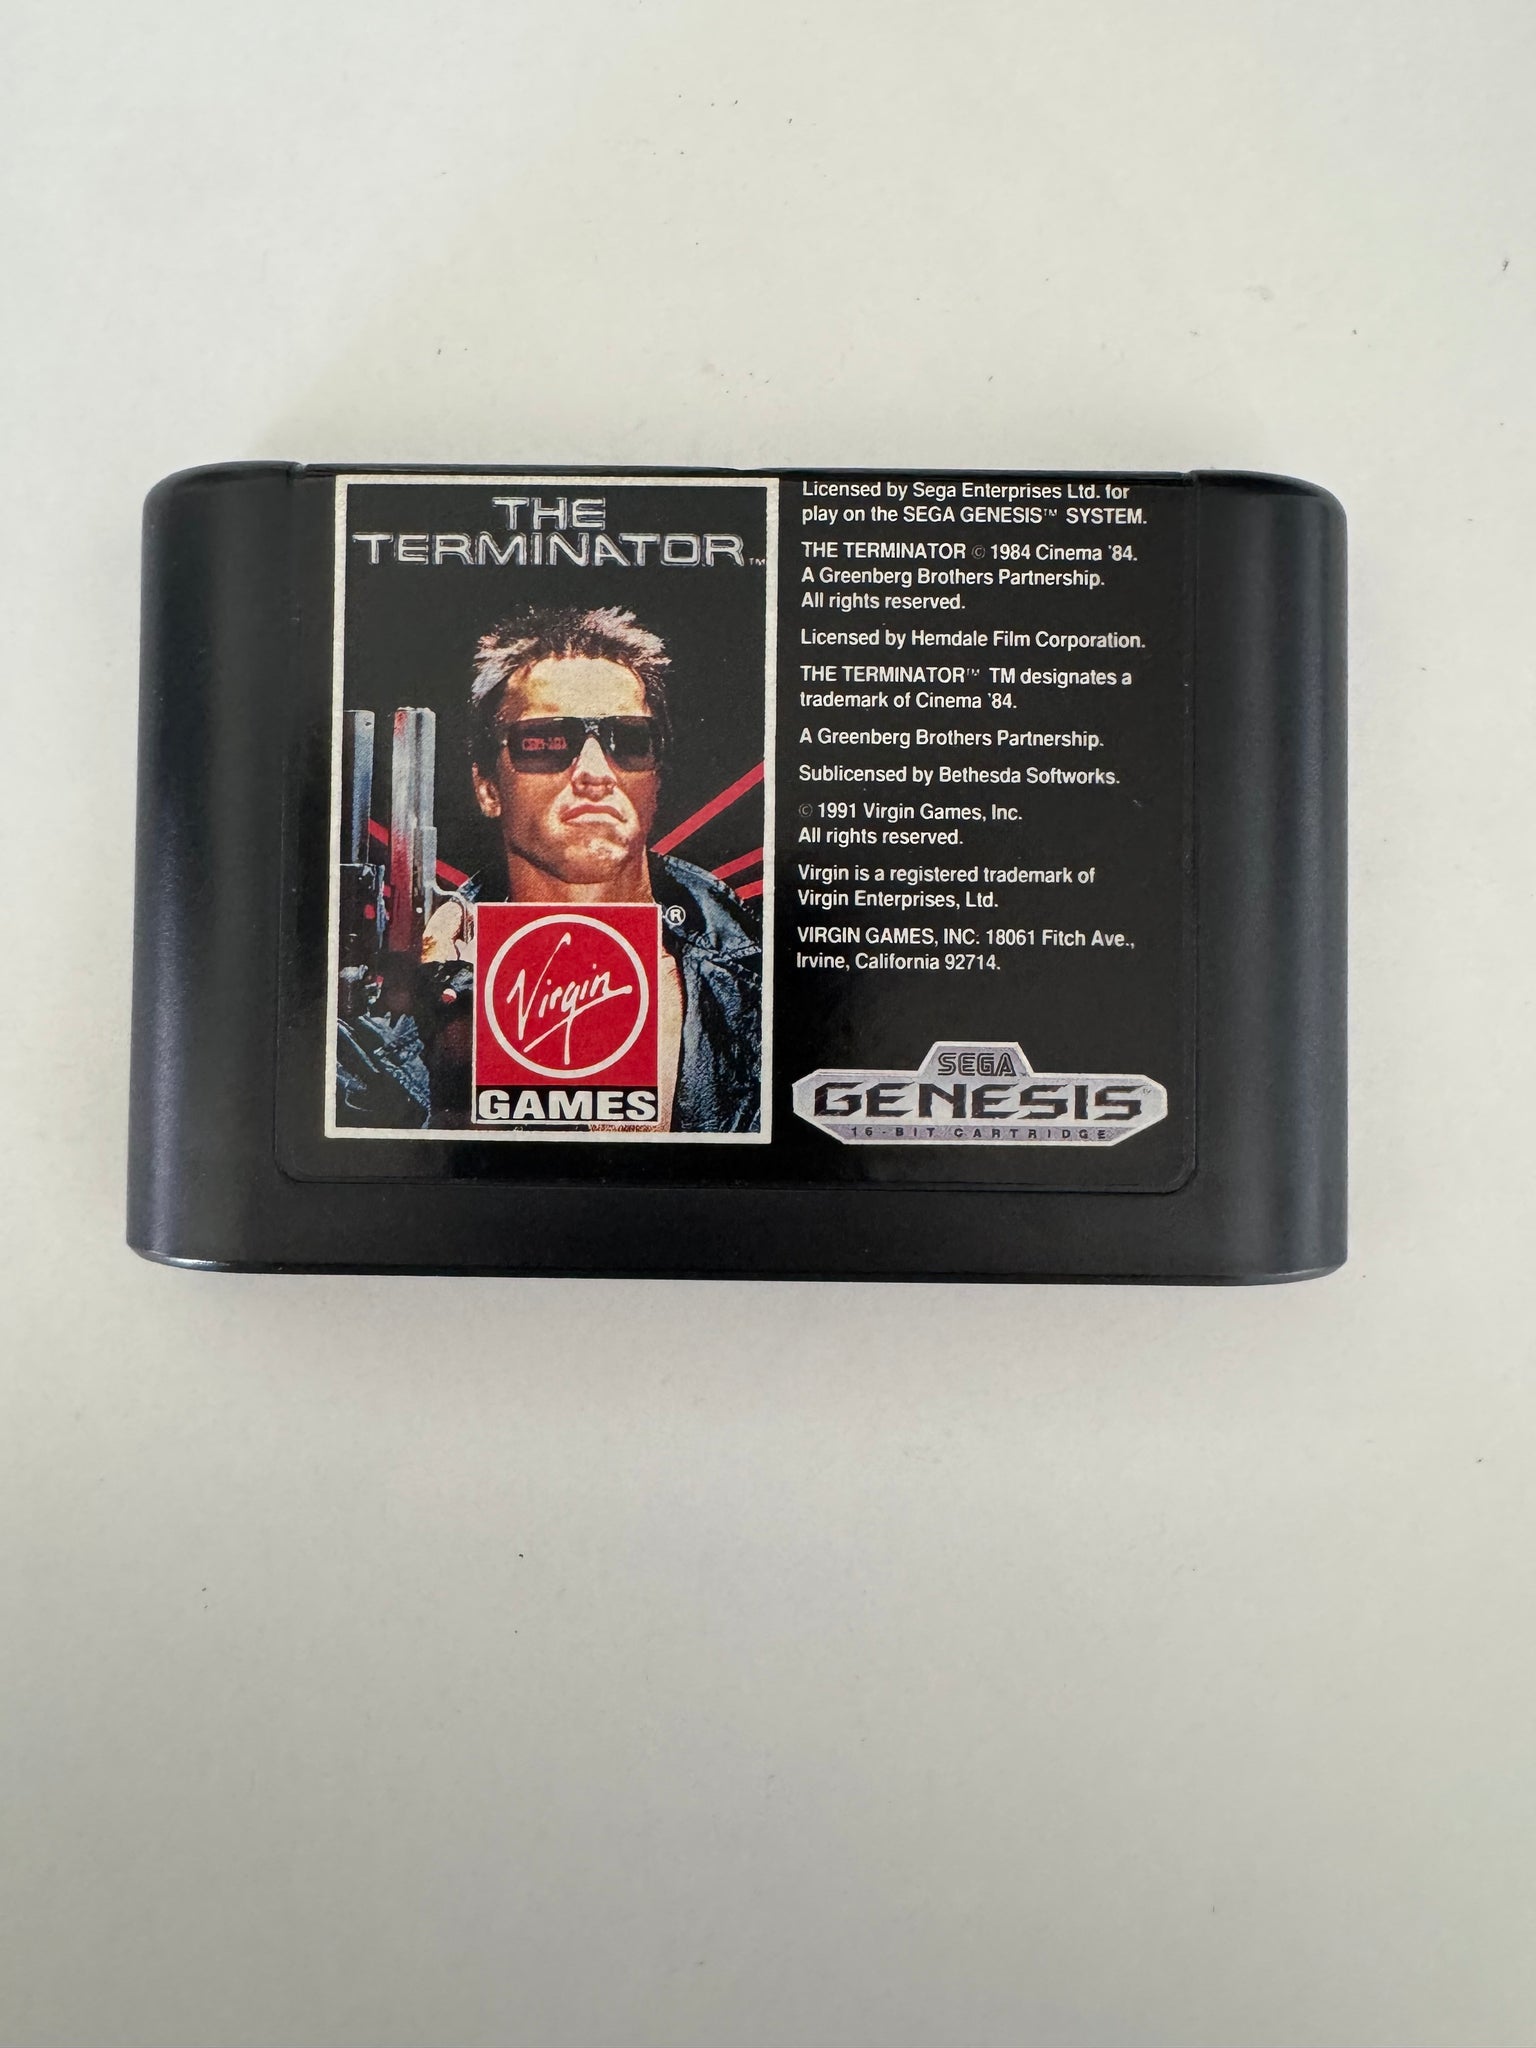 THE
TERMINATOR™
Virgin®
GAMES
Licensed by Sega Enterprises Ltd. for
play on the SEGA GENESIS™ SYSTEM.
THE TERMINATOR © 1984 Cinema '84.
A Greenberg Brothers Partnership.
All rights reserved.
Licensed by Hemdale Film Corporation.
THE TERMINATOR™ TM designates a
trademark of Cinema '84.
A Greenberg Brothers Partnership.
Sublicensed by Bethesda Softworks.
© 1991 Virgin Games, Inc.
All rights reserved.
Virgin is a registered trademark of
Virgin Enterprises, Ltd.
VIRGIN GAMES, INC. 18061 Fitch Ave.,
Irvine, California 92714.
SEGA
GENESIS™
16-BIT CARTRIDGE